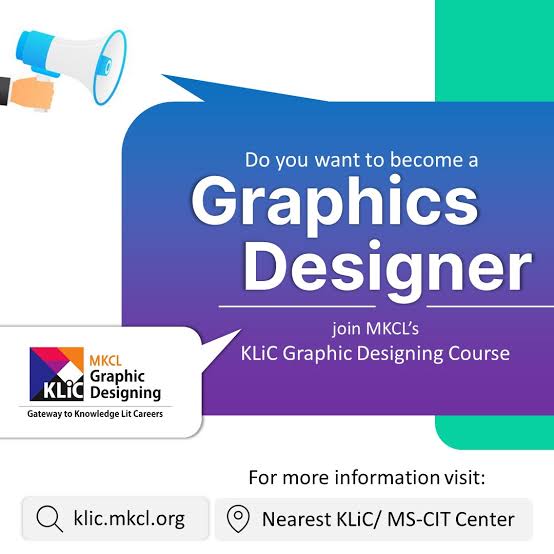 Do you want to become a
Graphics
Designer
join MKCL's
KLiC Graphic Designing Course
MKCL
Graphic
KLiC Designing
Gateway to Knowledge Lit Careers
For more information visit:
klic.mkcl.org
Nearest KLiC/ MS-CIT Center